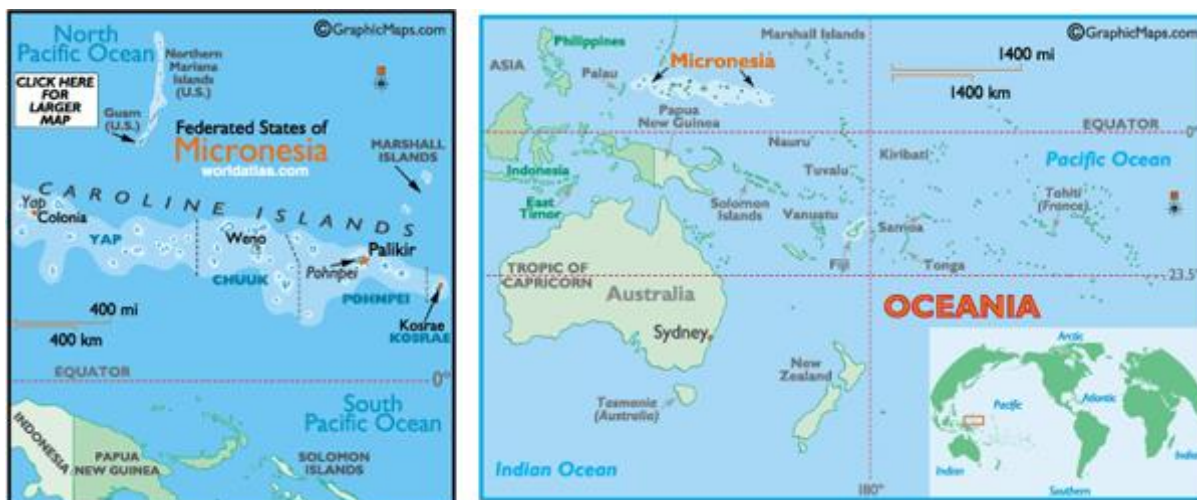 ©GraphicMaps.com
North
Pacific Ocean
Northern
Mariana
Islands
(U.S.)
CLICK HERE
FOR
LARGER
MAP
Guam (U.S.)
Federated States of
Micronesia
worldatlas.com
MARSHALL
ISLANDS
CAROLINE ISLANDS
Yap
Colonia
YAP
Weno
Palikir
Pohnpei
CHUUK
POHNPEI
Kosrae
KOSRAE
400 mi
400 km
EQUATOR
0°
South
Pacific Ocean
INDONESIA
PAPUA
NEW GUINEA
SOLOMON
ISLANDS
©GraphicMaps.com
Philippines
Marshall Islands
1400 mi
1400 km
ASIA
Palau
Micronesia
Papua
New Guinea
EQUATOR
0°
Nauru
Kiribati
Pacific Ocean
Indonesia
Tuvalu
East
Timor
Solomon
Islands
Vanuatu
Samoa
Tahiti
(France)
Fiji
Tonga
TROPIC OF
CAPRICORN
23.5°
Australia
OCEANIA
Sydney
New
Zealand
Tasmania
(Australia)
Indian Ocean
180°
Arctic
Pacific
Atlantic
Indian
Indian
Southern